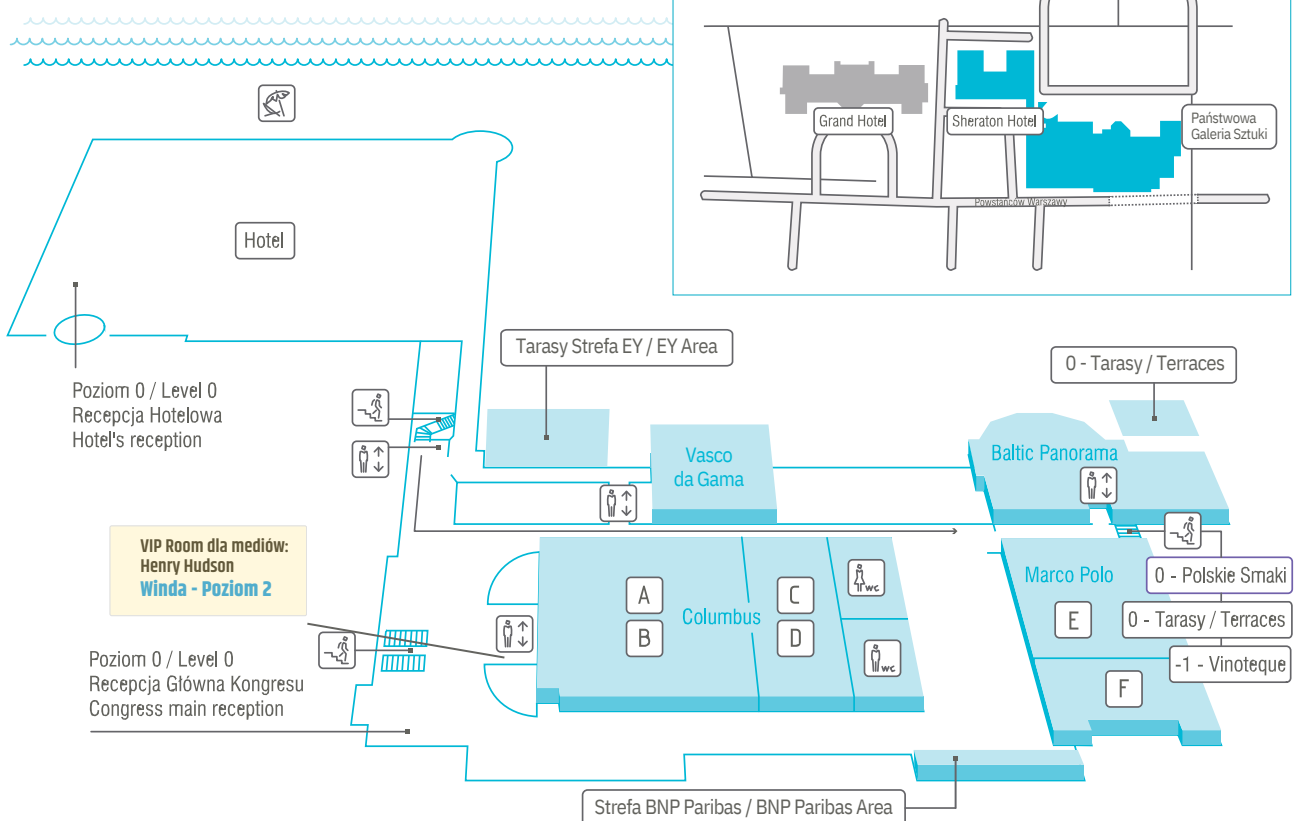 Grand Hotel
Sheraton Hotel
Państwowa
Galeria Sztuki
Powstańców Warszawy
Hotel
Poziom 0 / Level 0
Recepcja Hotelowa
Hotel's reception
Tarasy Strefa EY / EY Area
0 - Tarasy / Terraces
Vasco
da Gama
Baltic Panorama
VIP Room dla mediów:
Henry Hudson
Winda - Poziom 2
A
B
Columbus
C
D
wc
wc
Marco Polo
E
F
0 - Polskie Smaki
0 - Tarasy / Terraces
-1 - Vinoteque
Poziom 0 / Level 0
Recepcja Główna Kongresu
Congress main reception
Strefa BNP Paribas / BNP Paribas Area